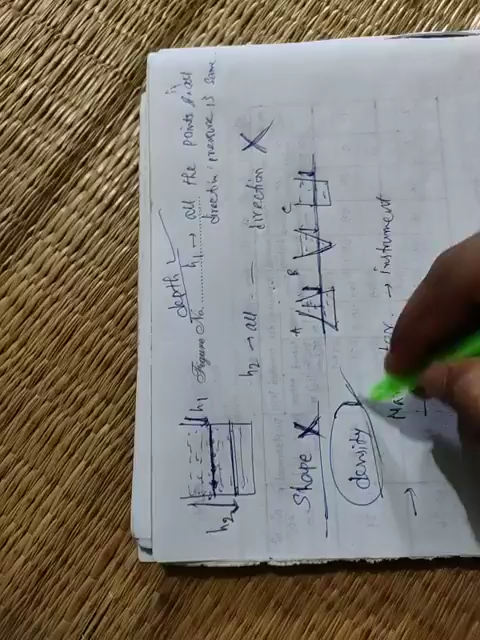 depth ✓
Figure No. h1 → all the points & in all
direction, pressure is same.
h2 h1
h2 → all — direction X
Shape X A B C
density ✓
→ instrument
→